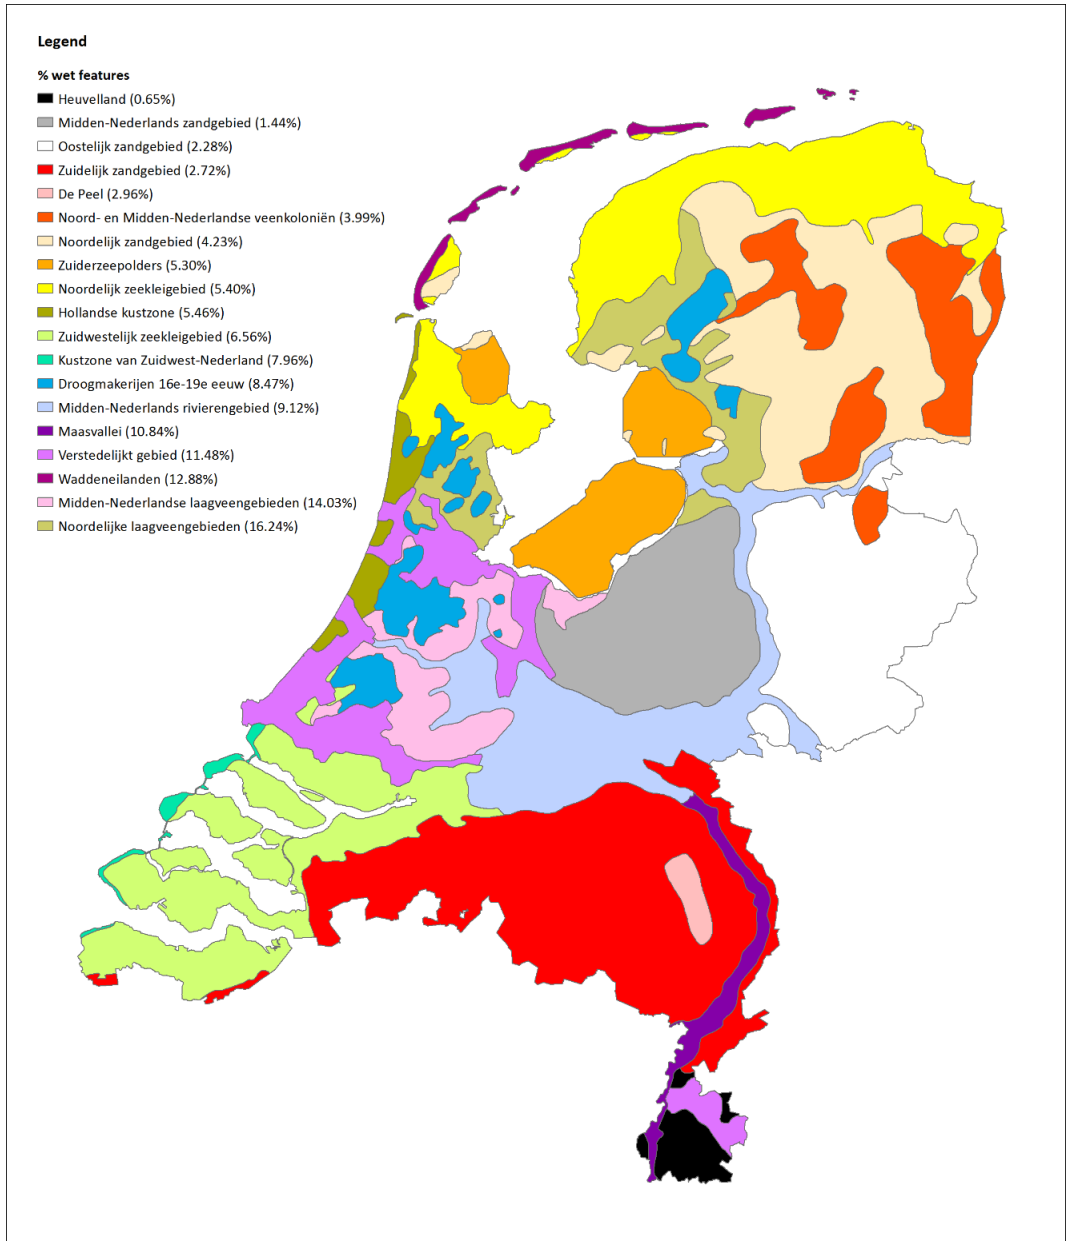 Legend
% wet features
Heuvelland (0.65%)
Midden-Nederlands zandgebied (1.44%)
Oostelijk zandgebied (2.28%)
Zuidelijk zandgebied (2.72%)
De Peel (2.96%)
Noord- en Midden-Nederlandse veenkoloniën (3.99%)
Noordelijk zandgebied (4.23%)
Zuiderzeepolders (5.30%)
Noordelijk zeekleigebied (5.40%)
Hollandse kustzone (5.46%)
Zuidwestelijk zeekleigebied (6.56%)
Kustzone van Zuidwest-Nederland (7.96%)
Droogmakerijen 16e-19e eeuw (8.47%)
Midden-Nederlands rivierengebied (9.12%)
Maasvallei (10.84%)
Verstedelijkt gebied (11.48%)
Waddeneilanden (12.88%)
Midden-Nederlandse laagveengebieden (14.03%)
Noordelijke laagveengebieden (16.24%)